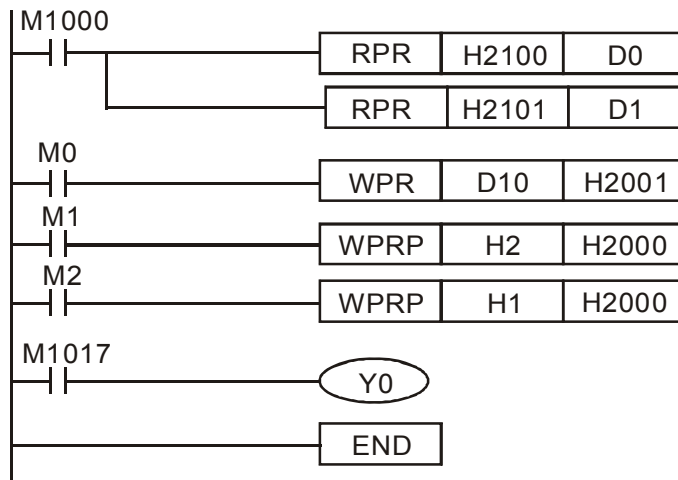 M1000
RPR H2100 D0
RPR H2101 D1
M0
WPR D10 H2001
M1
WPRP H2 H2000
M2
WPRP H1 H2000
M1017
Y0
END